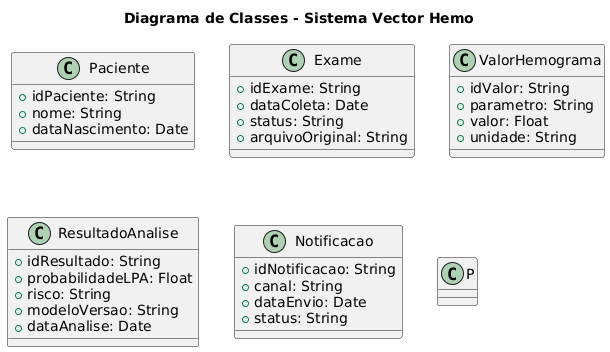 Diagrama de Classes - Sistema Vector Hemo
C Paciente
idPaciente: String
nome: String
dataNascimento: Date
C Exame
idExame: String
dataColeta: Date
status: String
arquivoOriginal: String
C ValorHemograma
idValor: String
parametro: String
valor: Float
unidade: String
C ResultadoAnalise
idResultado: String
probabilidadeLPA: Float
risco: String
modeloVersao: String
dataAnalise: Date
C Notificacao
idNotificacao: String
canal: String
dataEnvio: Date
status: String
C P